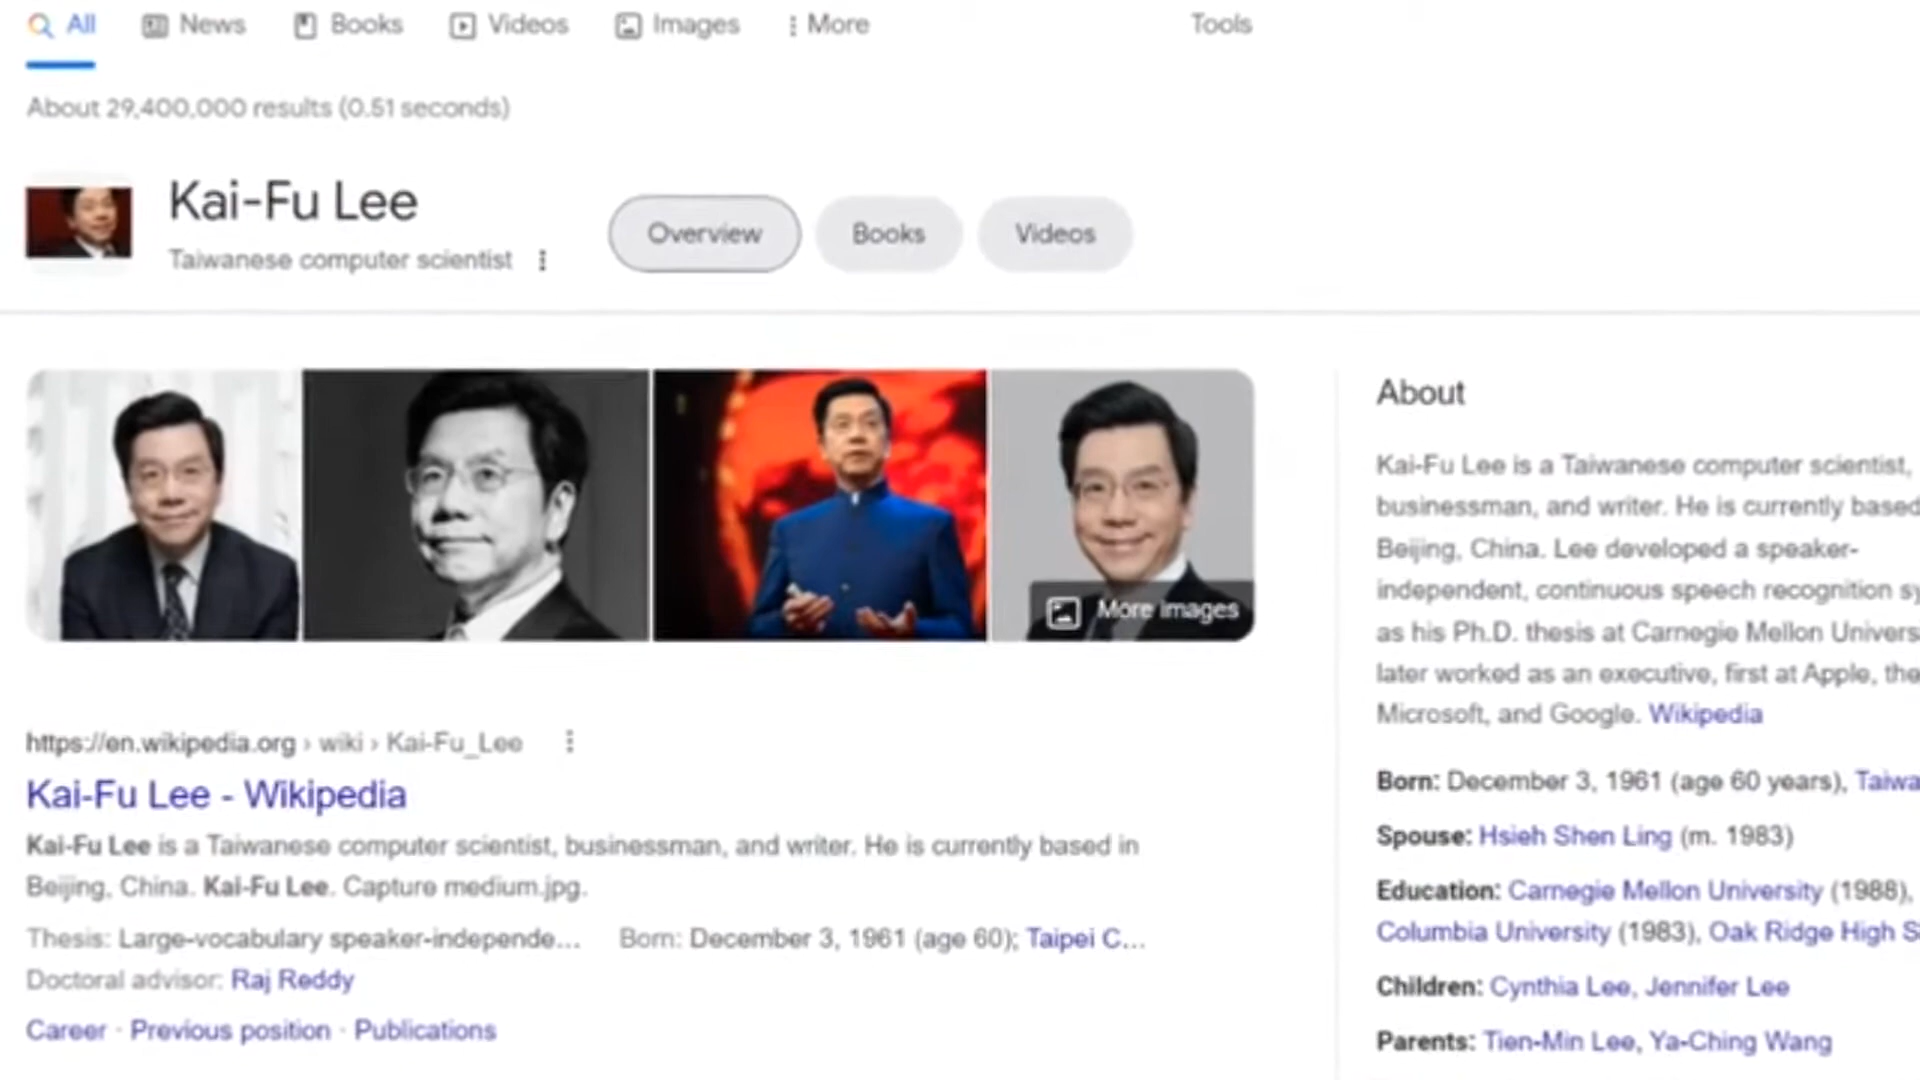 All News Books Videos Images More Tools
About 29,400,000 results (0.51 seconds)
Kai-Fu Lee
Taiwanese computer scientist
Overview Books Videos
More images
https://en.wikipedia.org › wiki › Kai-Fu_Lee
Kai-Fu Lee - Wikipedia
Kai-Fu Lee is a Taiwanese computer scientist, businessman, and writer. He is currently based in
Beijing, China. Kai-Fu Lee. Capture medium.jpg.
Thesis: Large-vocabulary speaker-independe... Born: December 3, 1961 (age 60); Taipei C...
Doctoral advisor: Raj Reddy
Career · Previous position · Publications
About
Kai-Fu Lee is a Taiwanese computer scientist,
businessman, and writer. He is currently based
Beijing, China. Lee developed a speaker-
independent, continuous speech recognition sy
as his Ph.D. thesis at Carnegie Mellon Univers
later worked as an executive, first at Apple, the
Microsoft, and Google. Wikipedia
Born: December 3, 1961 (age 60 years), Taiwa
Spouse: Hsieh Shen Ling (m. 1983)
Education: Carnegie Mellon University (1988),
Columbia University (1983), Oak Ridge High S
Children: Cynthia Lee, Jennifer Lee
Parents: Tien-Min Lee, Ya-Ching Wang